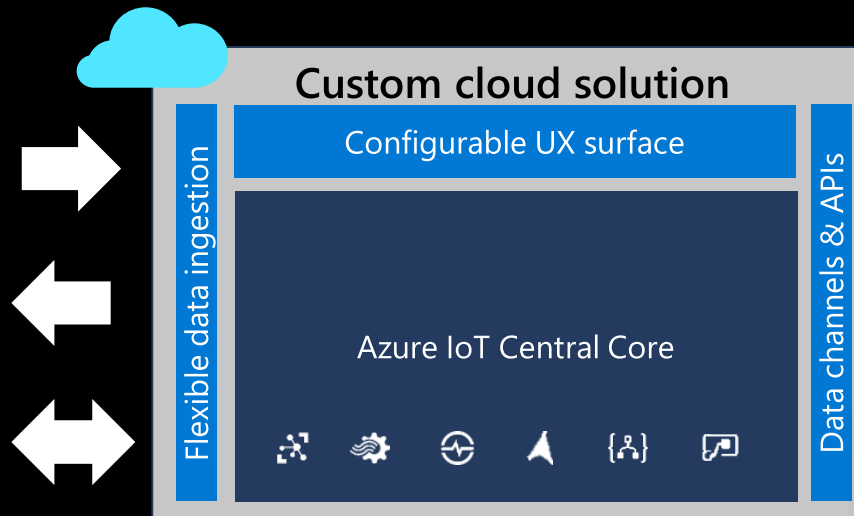 Custom cloud solution
Configurable UX surface
Flexible data ingestion
Azure IoT Central Core
Data channels & APIs